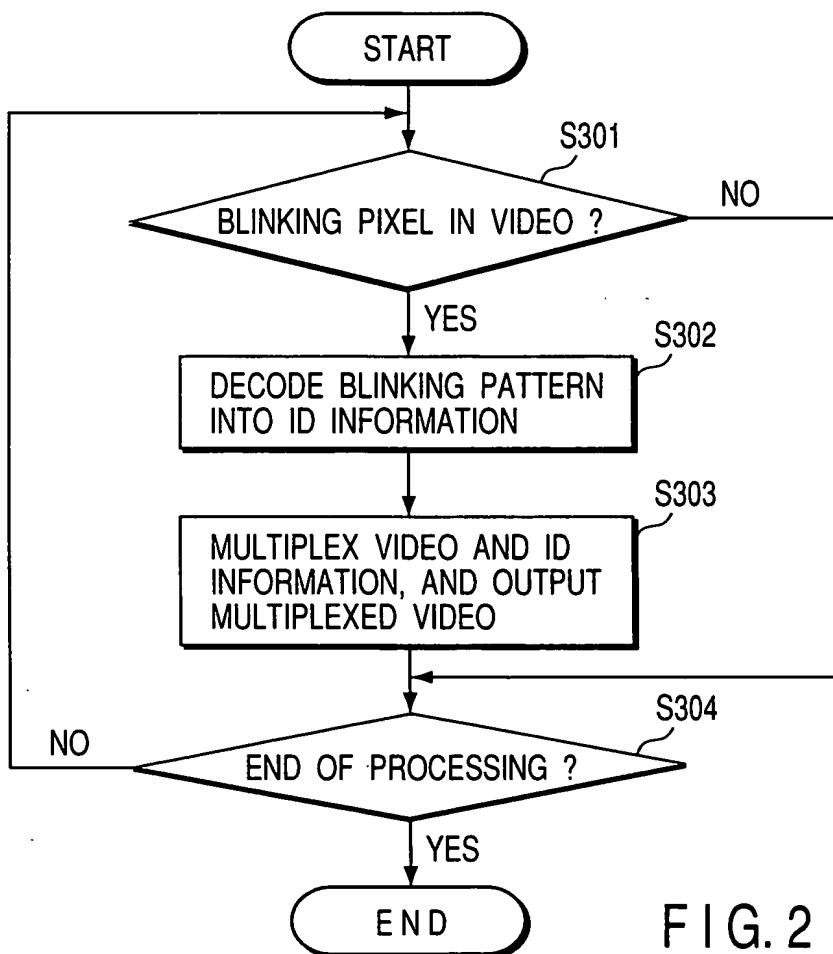 START
S301
BLINKING PIXEL IN VIDEO ?
NO
YES
S302
DECODE BLINKING PATTERN
INTO ID INFORMATION
S303
MULTIPLEX VIDEO AND ID
INFORMATION, AND OUTPUT
MULTIPLEXED VIDEO
S304
NO
END OF PROCESSING ?
YES
END
FIG. 2